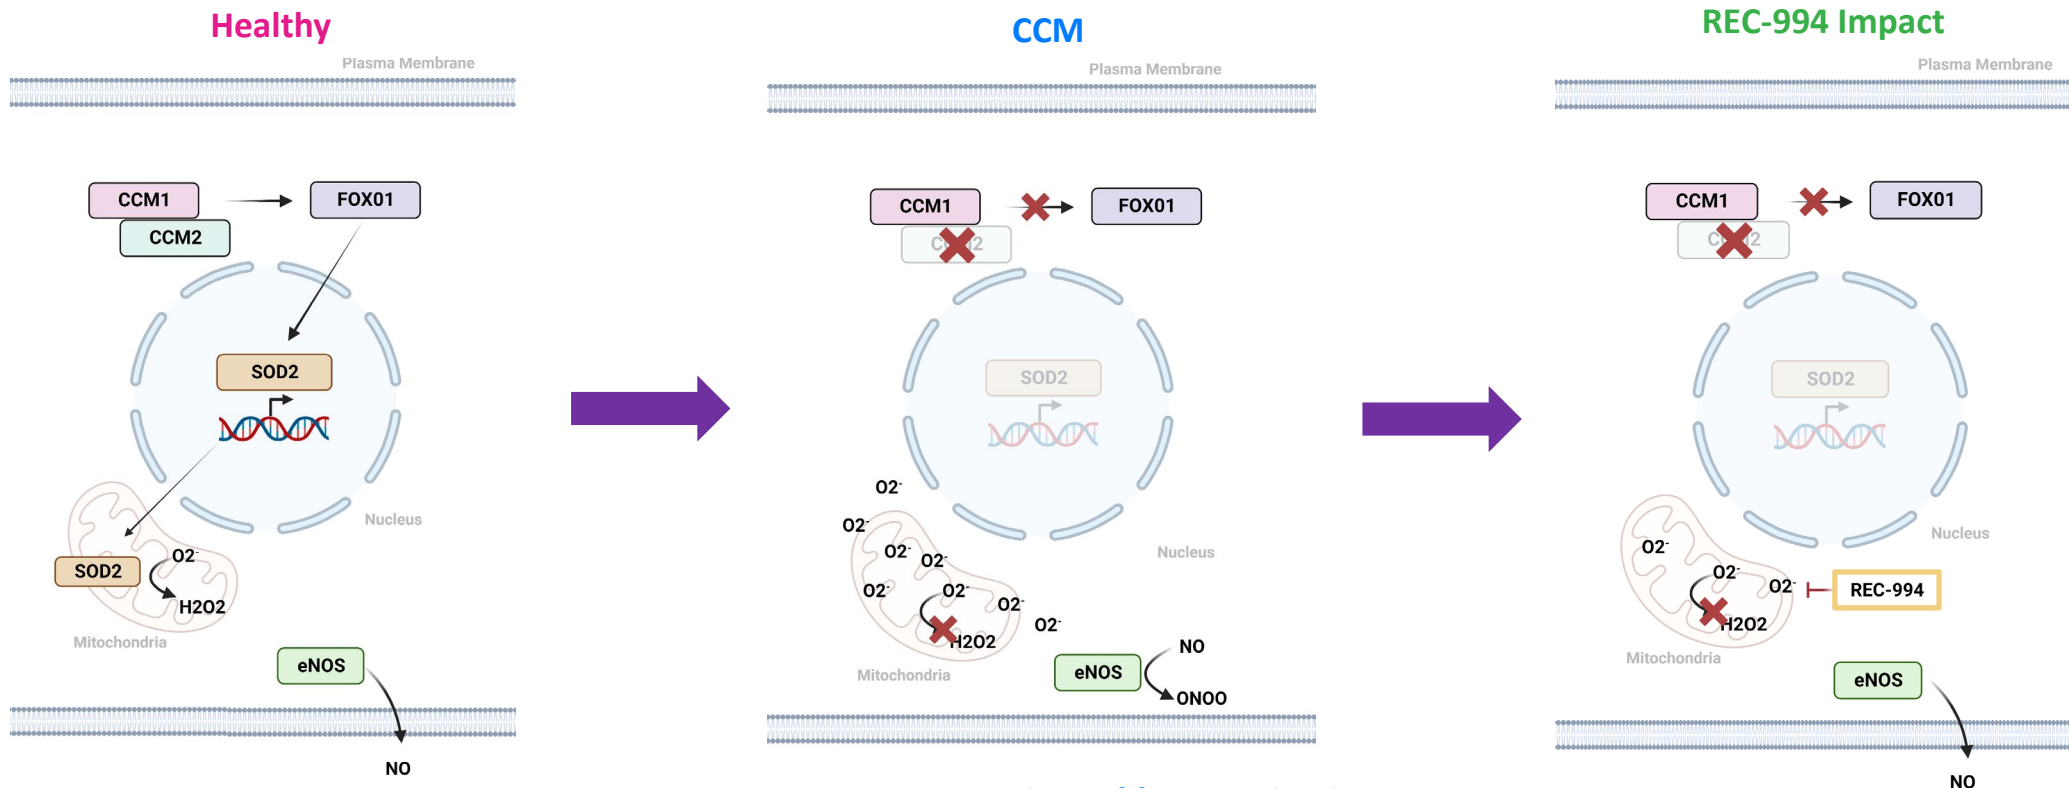 Healthy
Plasma Membrane
CCM1
FOX01
CCM2
SOD2
Nucleus
O2-
SOD2
H2O2
Mitochondria
eNOS
NO
CCM
Plasma Membrane
CCM1
FOX01
SOD2
O2-
O2-
Nucleus
O2-
O2-
O2-
O2-
O2-
O2-
H2O2
NO
Mitochondria
eNOS
ONOO
REC-994 Impact
Plasma Membrane
CCM1
FOX01
SOD2
Nucleus
O2-
O2-
O2-
REC-994
H2O2
Mitochondria
eNOS
NO